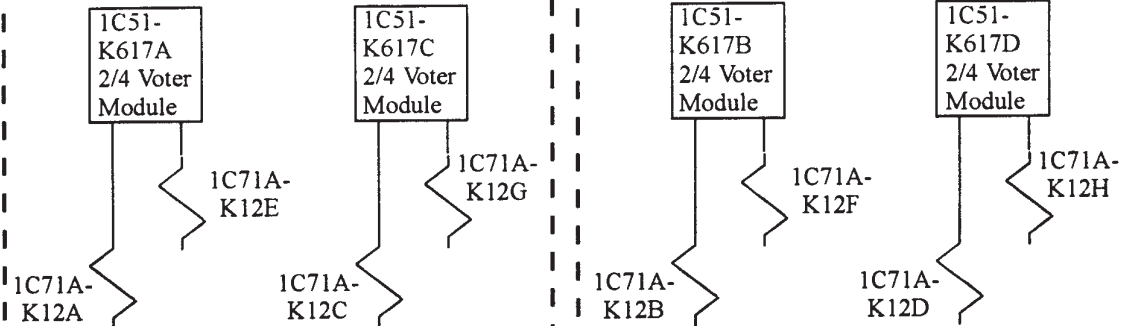 1C51-
K617A
2/4 Voter
Module
1C51-
K617C
2/4 Voter
Module
1C51-
K617B
2/4 Voter
Module
1C51-
K617D
2/4 Voter
Module
1C71A-
K12E
1C71A-
K12G
1C71A-
K12F
1C71A-
K12H
1C71A-
K12A
1C71A-
K12C
1C71A-
K12B
1C71A-
K12D